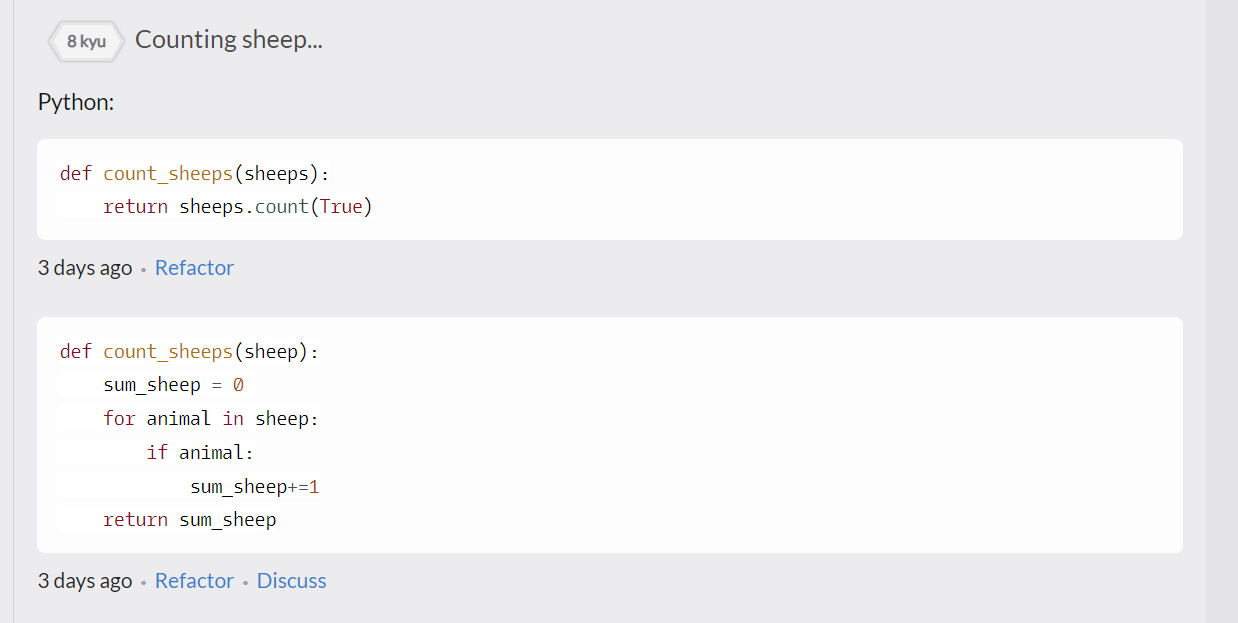 8 kyu Counting sheep...
Python:
def count_sheeps(sheeps):
    return sheeps.count(True)
3 days ago • Refactor
def count_sheeps(sheep):
    sum_sheep = 0
    for animal in sheep:
        if animal:
            sum_sheep+=1
    return sum_sheep
3 days ago • Refactor • Discuss